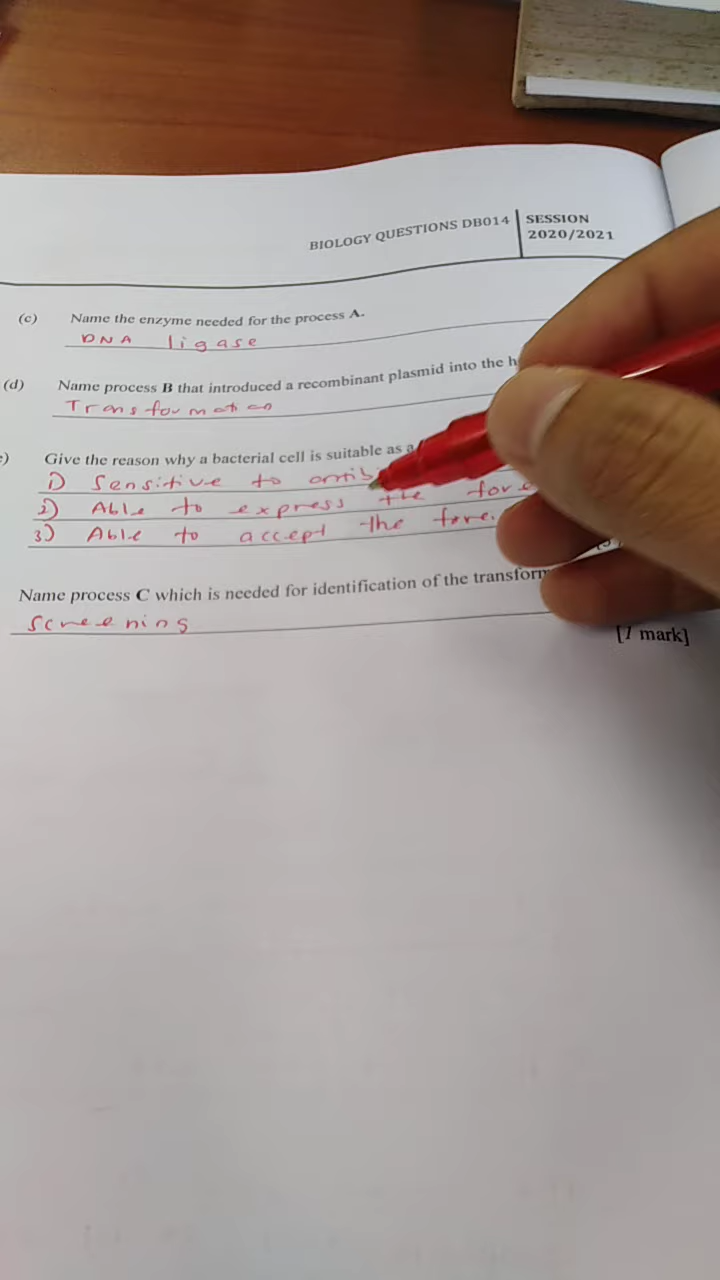 BIOLOGY QUESTIONS DB014 SESSION
2020/2021
(c) Name the enzyme needed for the process A.
DNA ligase
(d) Name process B that introduced a recombinant plasmid into the h
Transformation
Give the reason why a bacterial cell is suitable as a
1) Sensitive to antib
2) Able to express the fore
3) Able to accept the fore
Name process C which is needed for identification of the transform
Screening
[1 mark]